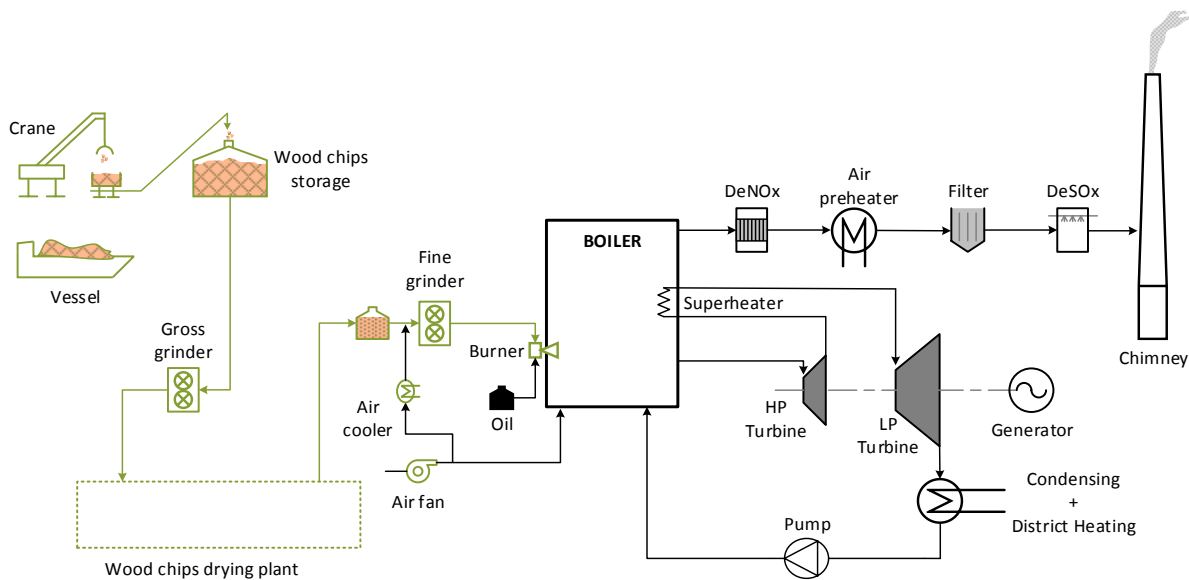 Crane
Wood chips
storage
Vessel
Gross
grinder
Wood chips drying plant
Fine
grinder
Burner
Oil
Air
cooler
Air fan
BOILER
Superheater
DeNOx
Air
preheater
Filter
DeSOx
Chimney
HP
Turbine
LP
Turbine
Generator
Condensing
+
District Heating
Pump